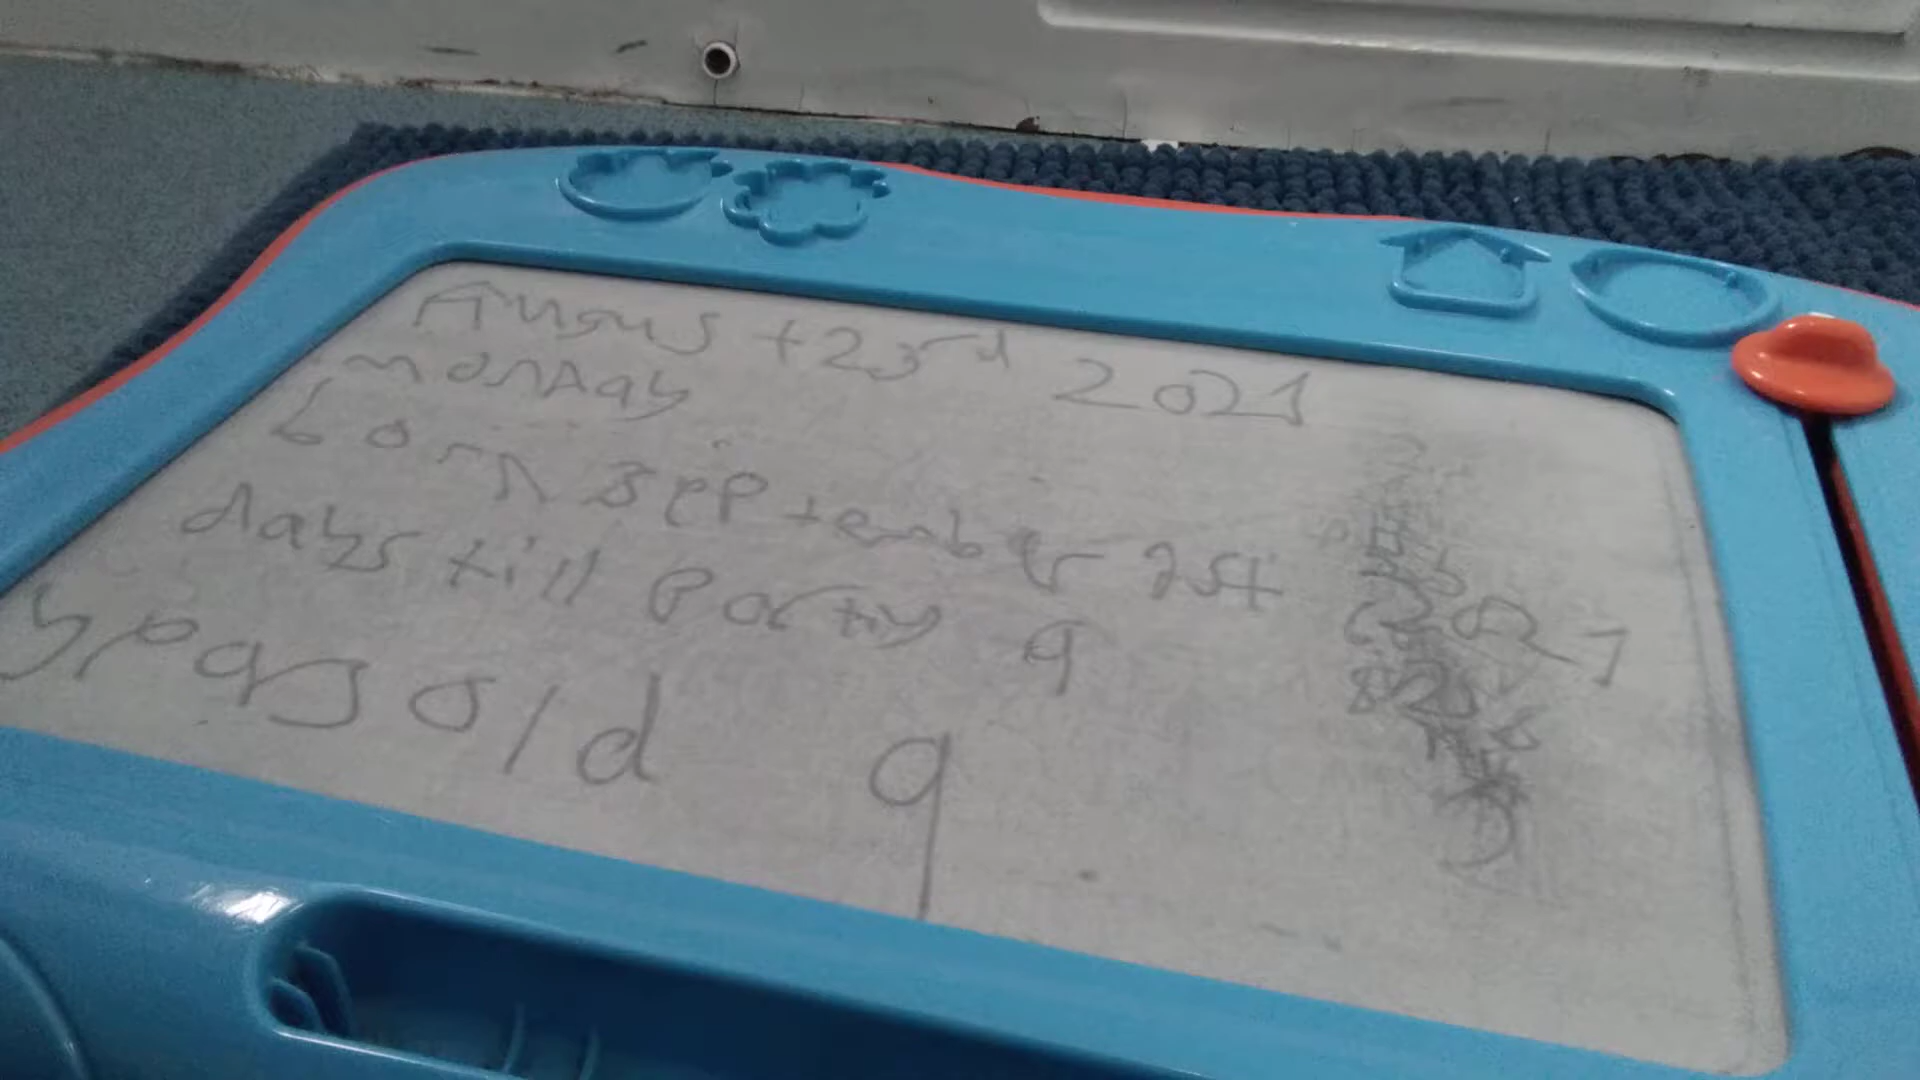 August 23rd 2021
monday
born September 1st
days till party 9
years old 9